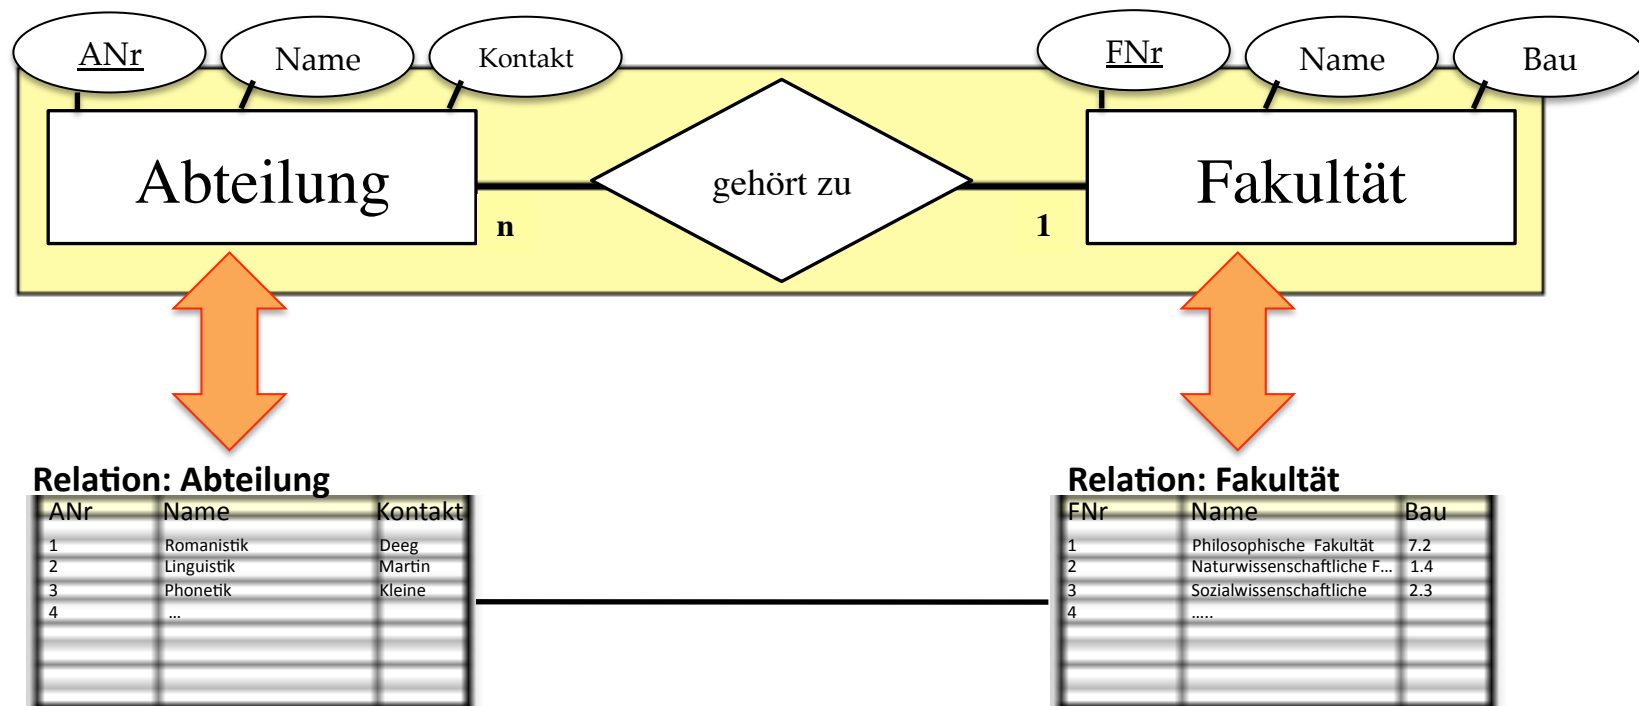 ANr Name Kontakt FNr Name Bau
Abteilung gehört zu Fakultät
n 1
Relation: Abteilung
ANr Name Kontakt
1 Romanistik Deeg
2 Linguistik Martin
3 Phonetik Kleine
4 ...
Relation: Fakultät
FNr Name Bau
1 Philosophische Fakultät 7.2
2 Naturwissenschaftliche F... 1.4
3 Sozialwissenschaftliche 2.3
4 .....